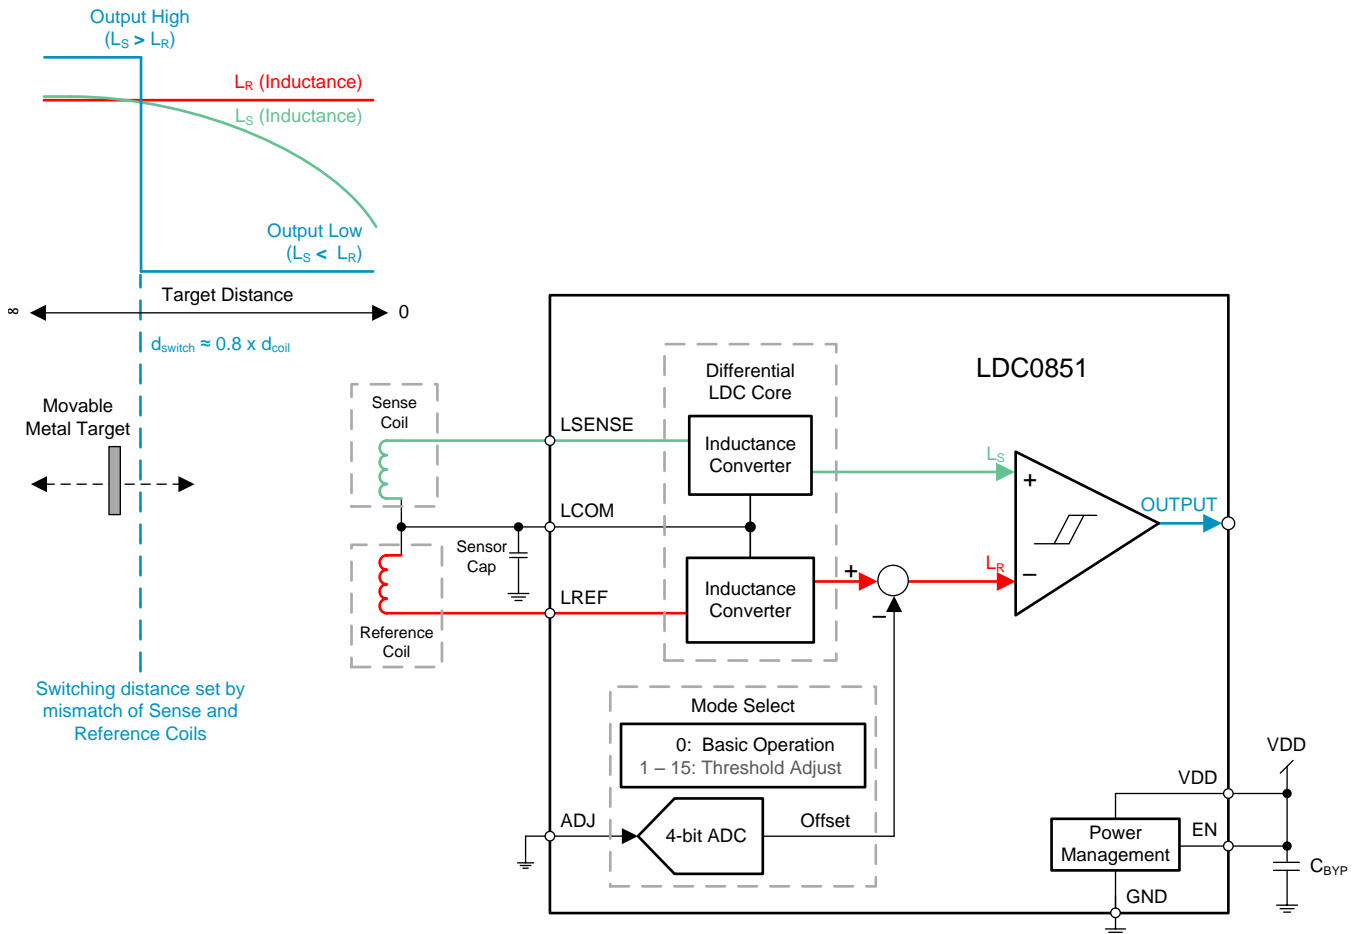 Output High
(LS > LR)
LR (Inductance)
LS (Inductance)
Output Low
(LS < LR)
Target Distance
∞
0
dswitch ≈ 0.8 x dcoil
Movable
Metal Target
Switching distance set by
mismatch of Sense and
Reference Coils
Sense
Coil
Reference
Coil
Sensor
Cap
LSENSE
LCOM
LREF
ADJ
Differential
LDC Core
Inductance
Converter
Inductance
Converter
LDC0851
LS
+
LR
−
+
−
OUTPUT
Mode Select
0: Basic Operation
1 – 15: Threshold Adjust
4-bit ADC
Offset
VDD
VDD
EN
Power
Management
GND
CBYP